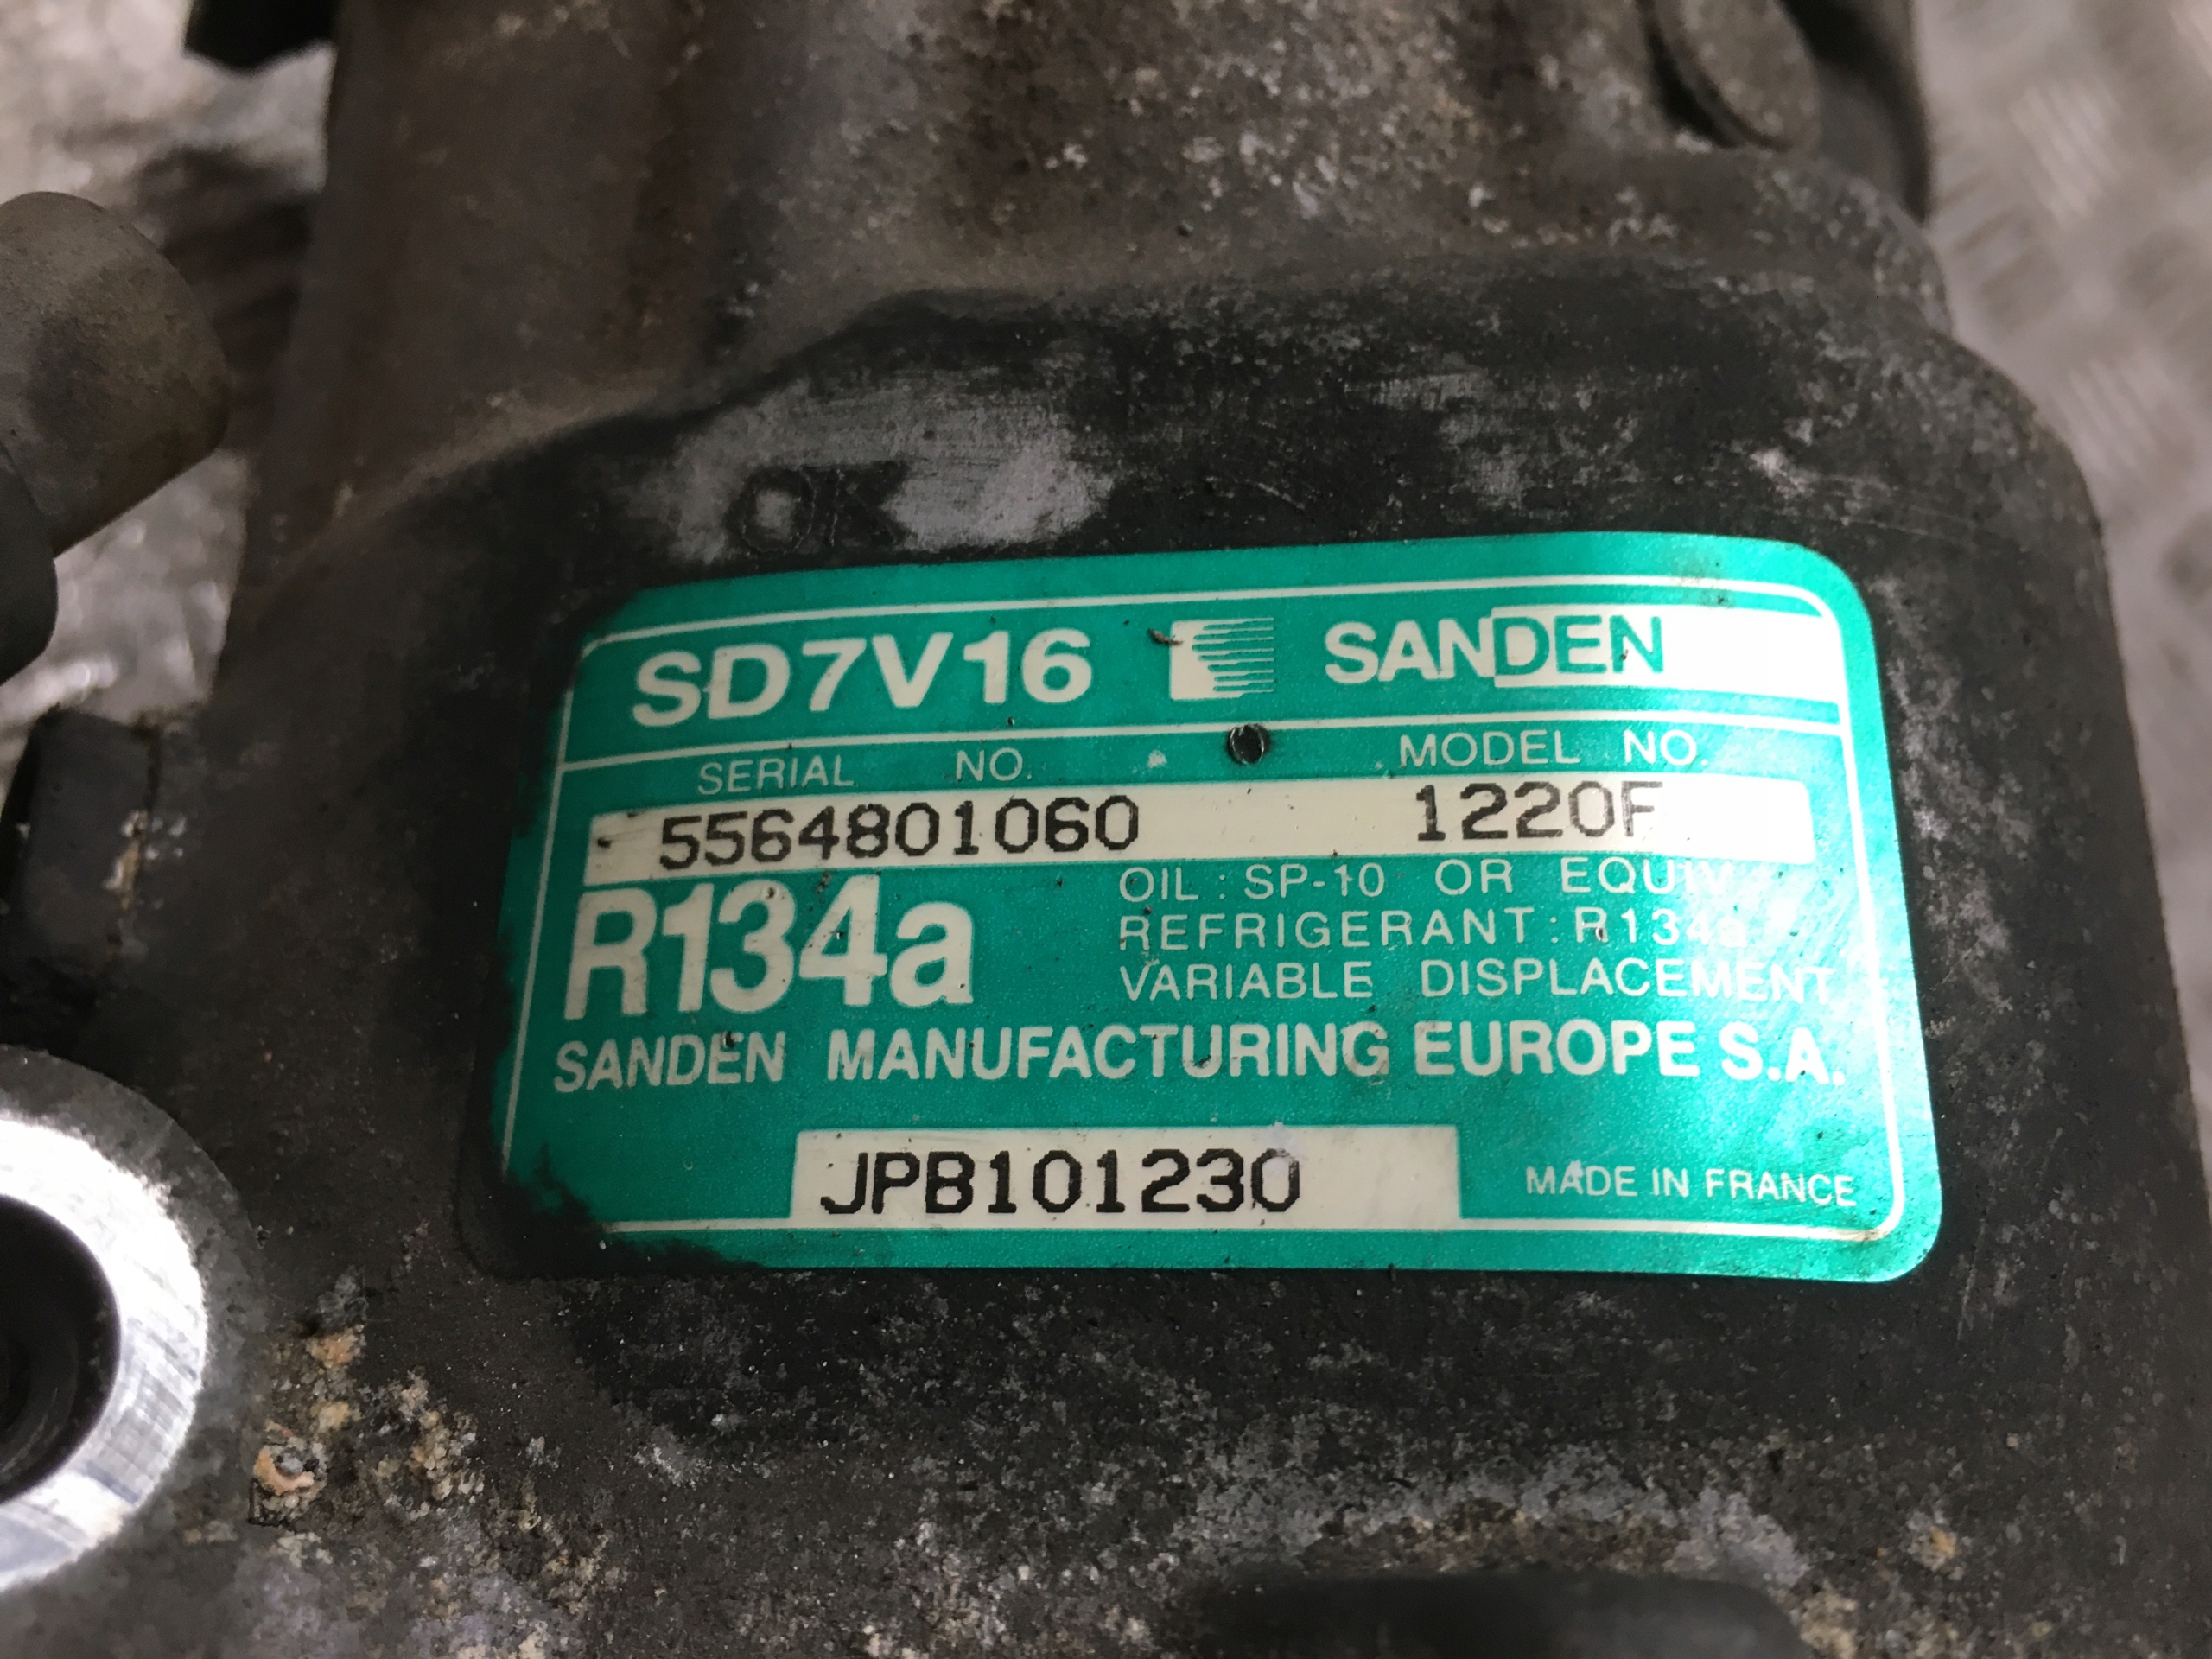 OK
SD7V16 SANDEN
SERIAL NO. MODEL NO.
5564801060 1220F
R134a
OIL : SP-10 OR EQUIV
REFRIGERANT : R134a
VARIABLE DISPLACEMENT
SANDEN MANUFACTURING EUROPE S.A.
JPB101230
MADE IN FRANCE